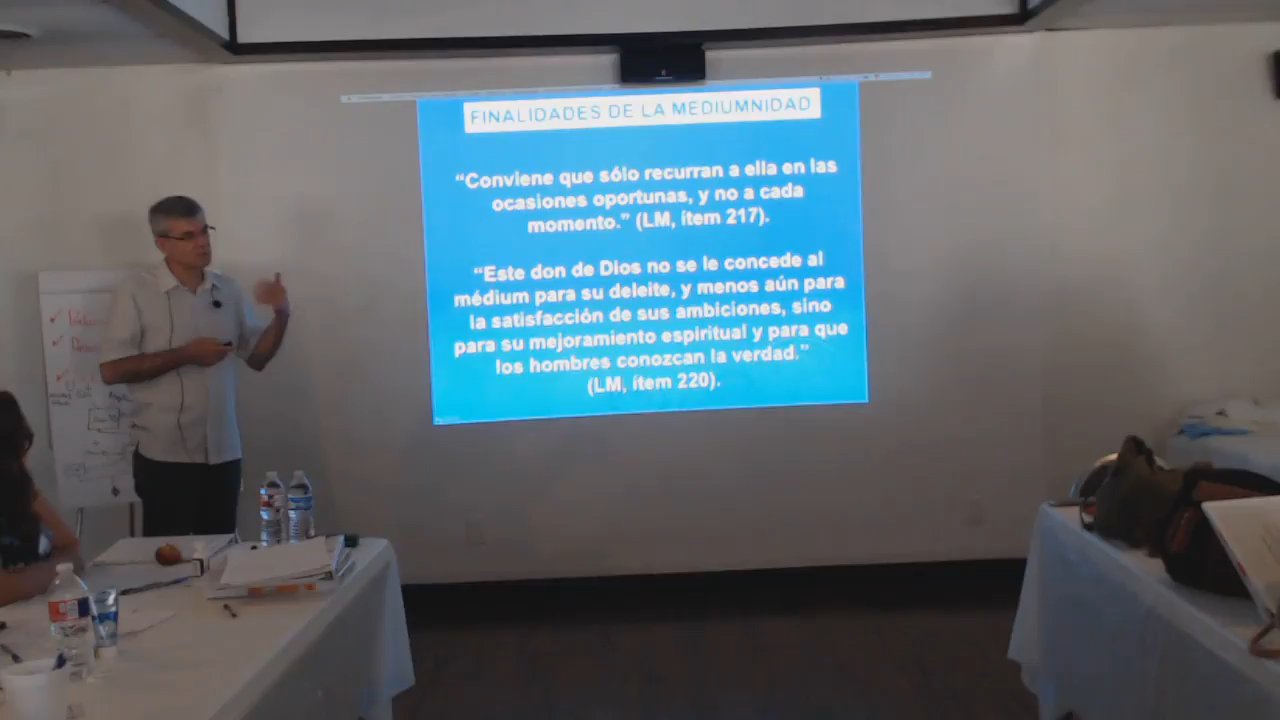 FINALIDADES DE LA MEDIUMNIDAD
“Conviene que sólo recurran a ella en las
ocasiones oportunas, y no a cada
momento.” (LM, ítem 217).
“Este don de Dios no se le concede al
médium para su deleite, y menos aún para
la satisfacción de sus ambiciones, sino
para su mejoramiento espiritual y para que
los hombres conozcan la verdad.”
(LM, ítem 220).